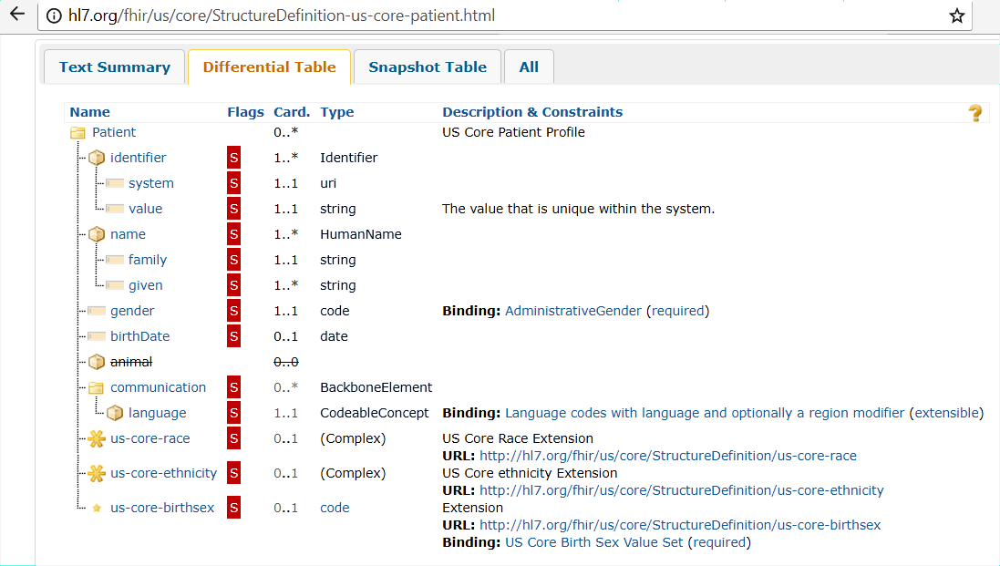 hl7.org/fhir/us/core/StructureDefinition-us-core-patient.html
Text Summary Differential Table Snapshot Table All
Name Flags Card. Type Description & Constraints ?
Patient 0..* US Core Patient Profile
identifier S 1..* Identifier
system S 1..1 uri
value S 1..1 string The value that is unique within the system.
name S 1..* HumanName
family S 1..1 string
given S 1..* string
gender S 1..1 code Binding: AdministrativeGender (required)
birthDate S 0..1 date
animal 0..0
communication S 0..* BackboneElement
language S 1..1 CodeableConcept Binding: Language codes with language and optionally a region modifier (extensible)
us-core-race S 0..1 (Complex) US Core Race Extension
URL: http://hl7.org/fhir/us/core/StructureDefinition/us-core-race
us-core-ethnicity S 0..1 (Complex) US Core ethnicity Extension
URL: http://hl7.org/fhir/us/core/StructureDefinition/us-core-ethnicity
us-core-birthsex S 0..1 code Extension
URL: http://hl7.org/fhir/us/core/StructureDefinition/us-core-birthsex
Binding: US Core Birth Sex Value Set (required)